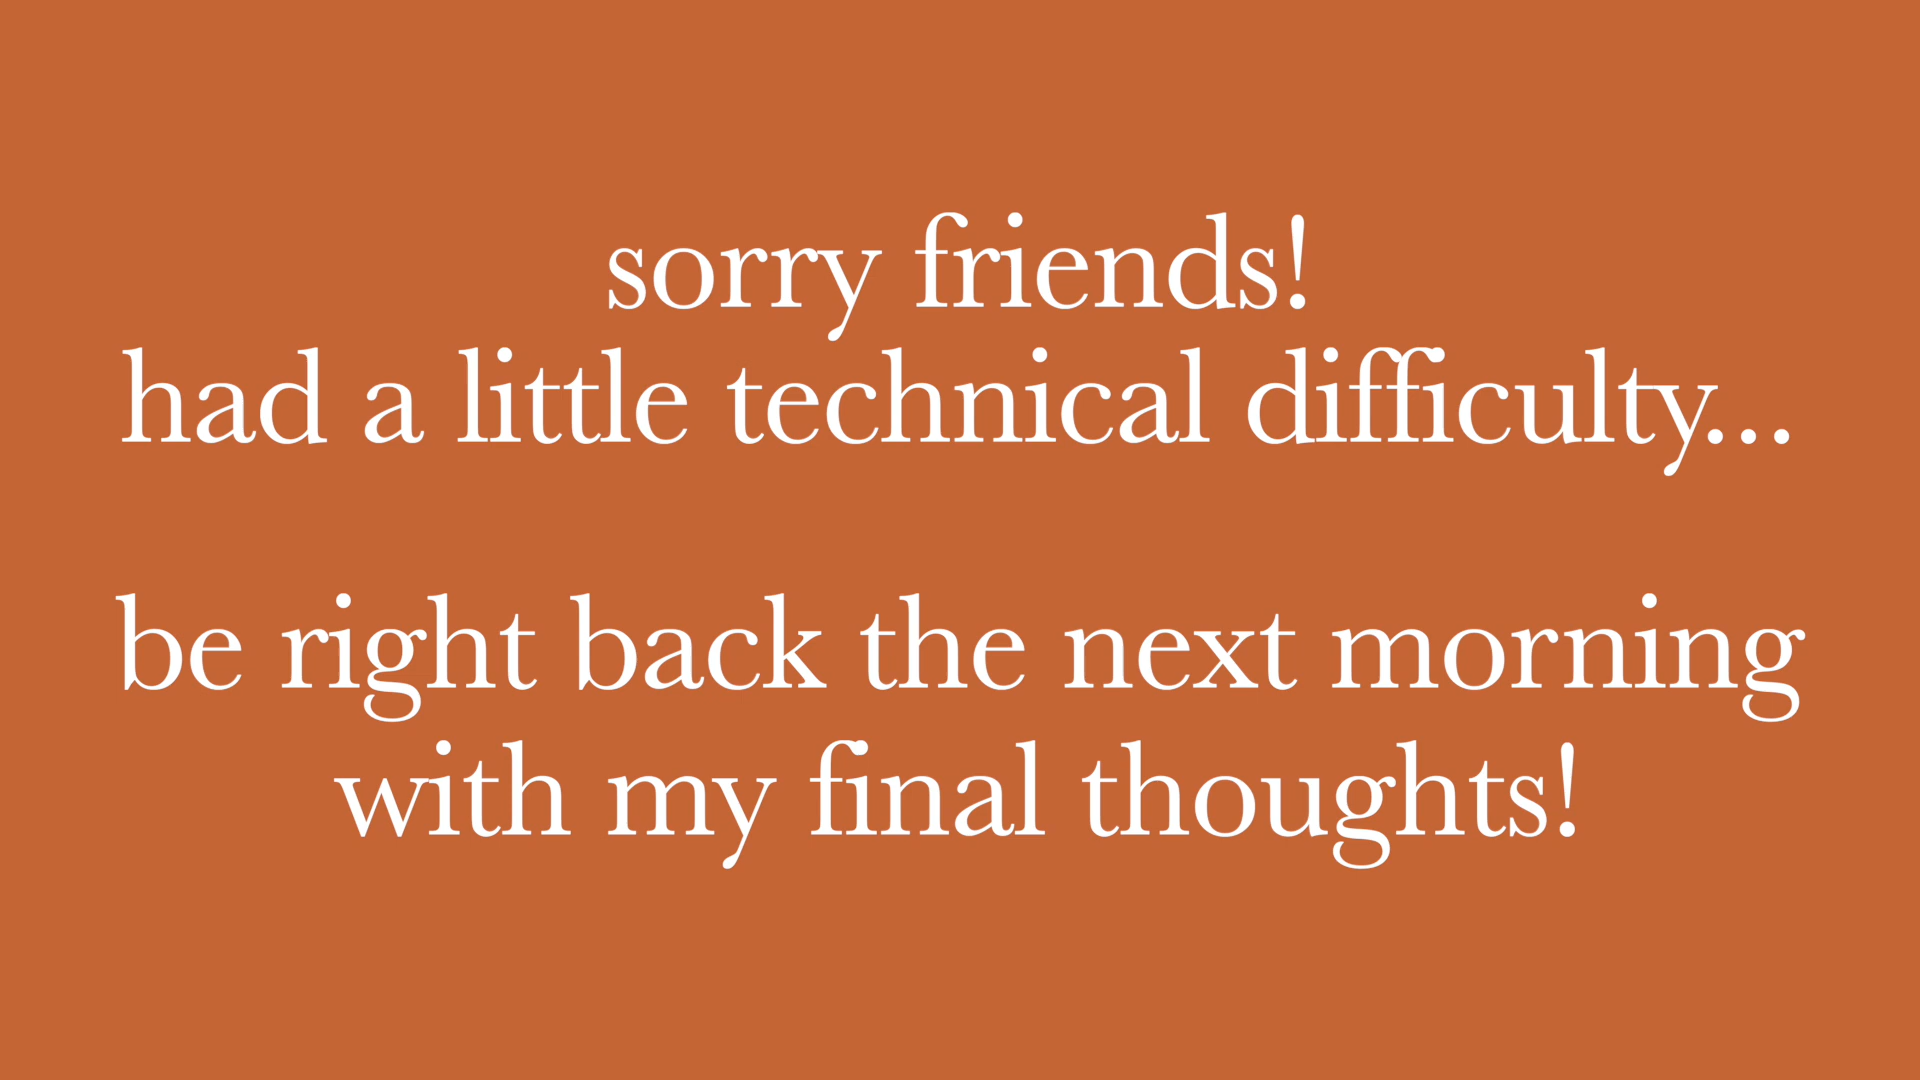 sorry friends!
had a little technical difficulty...
be right back the next morning
with my final thoughts!